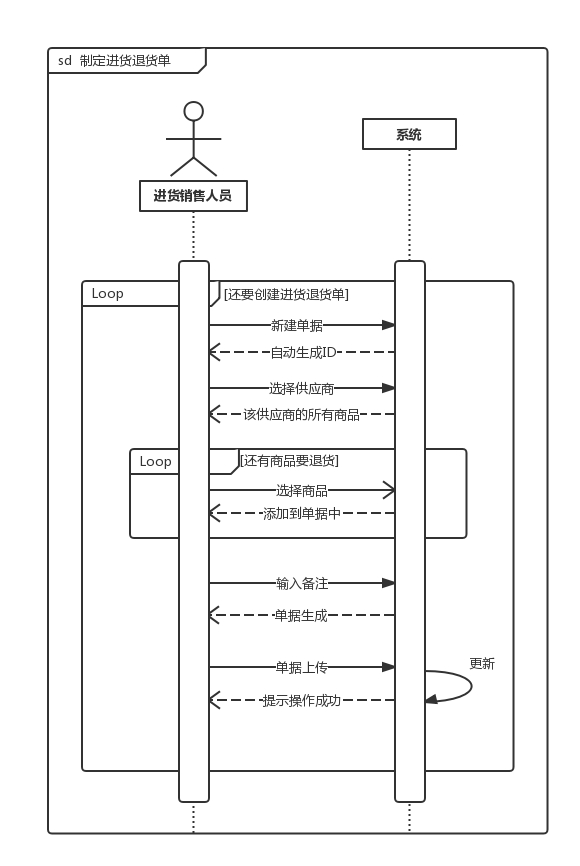 sd 制定进货退货单
系统
进货销售人员
Loop [还要创建进货退货单]
新建单据
自动生成ID
选择供应商
该供应商的所有商品
Loop [还有商品要退货]
选择商品
添加到单据中
输入备注
单据生成
单据上传
更新
提示操作成功